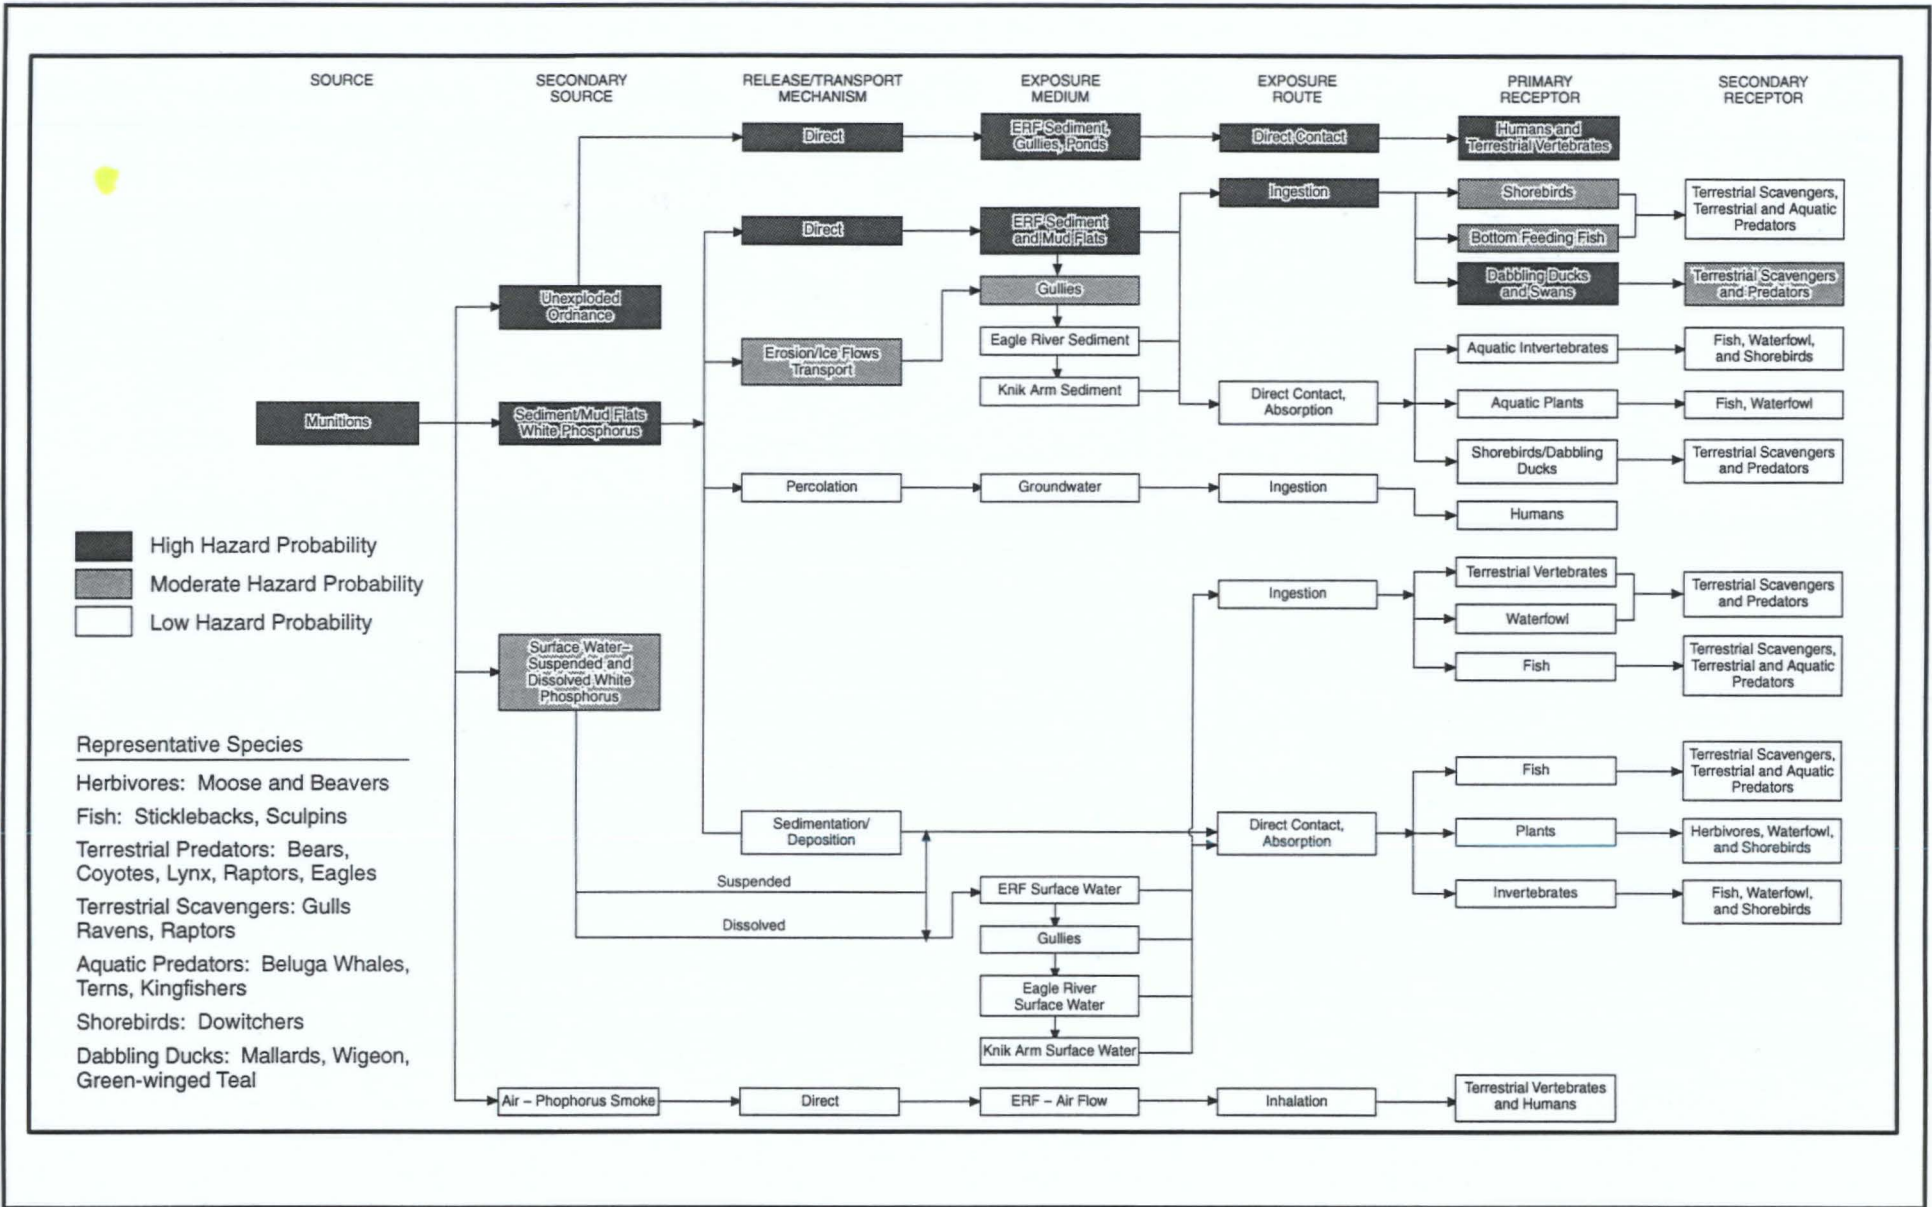 SOURCE
SECONDARY
SOURCE
RELEASE/TRANSPORT
MECHANISM
EXPOSURE
MEDIUM
EXPOSURE
ROUTE
PRIMARY
RECEPTOR
SECONDARY
RECEPTOR
Direct
ERF Sediment,
Gullies, Ponds
Direct Contact
Humans and
Terrestrial Vertebrates
Ingestion
Shorebirds
Terrestrial Scavengers,
Terrestrial and Aquatic
Predators
Direct
ERF Sediment
and Mud Flats
Bottom Feeding Fish
Dabbling Ducks
and Swans
Terrestrial Scavengers
and Predators
Unexploded
Ordnance
Gullies
Erosion/Ice Flows
Transport
Eagle River Sediment
Aquatic Intvertebrates
Fish, Waterfowl,
and Shorebirds
Knik Arm Sediment
Direct Contact,
Absorption
Aquatic Plants
Fish, Waterfowl
Munitions
Sediment/Mud Flats
White Phosphorus
Shorebirds/Dabbling
Ducks
Terrestrial Scavengers
and Predators
Percolation
Groundwater
Ingestion
Humans
High Hazard Probability
Moderate Hazard Probability
Low Hazard Probability
Ingestion
Terrestrial Vertebrates
Waterfowl
Terrestrial Scavengers
and Predators
Fish
Terrestrial Scavengers,
Terrestrial and Aquatic
Predators
Surface Water–
Suspended and
Dissolved White
Phosphorus
Representative Species
Herbivores: Moose and Beavers
Fish: Sticklebacks, Sculpins
Terrestrial Predators: Bears,
Coyotes, Lynx, Raptors, Eagles
Terrestrial Scavengers: Gulls
Ravens, Raptors
Aquatic Predators: Beluga Whales,
Terns, Kingfishers
Shorebirds: Dowitchers
Dabbling Ducks: Mallards, Wigeon,
Green-winged Teal
Sedimentation/
Deposition
Direct Contact,
Absorption
Fish
Terrestrial Scavengers,
Terrestrial and Aquatic
Predators
Plants
Herbivores, Waterfowl,
and Shorebirds
Invertebrates
Fish, Waterfowl,
and Shorebirds
Suspended
Dissolved
ERF Surface Water
Gullies
Eagle River
Surface Water
Knik Arm Surface Water
Air – Phophorus Smoke
Direct
ERF – Air Flow
Inhalation
Terrestrial Vertebrates
and Humans